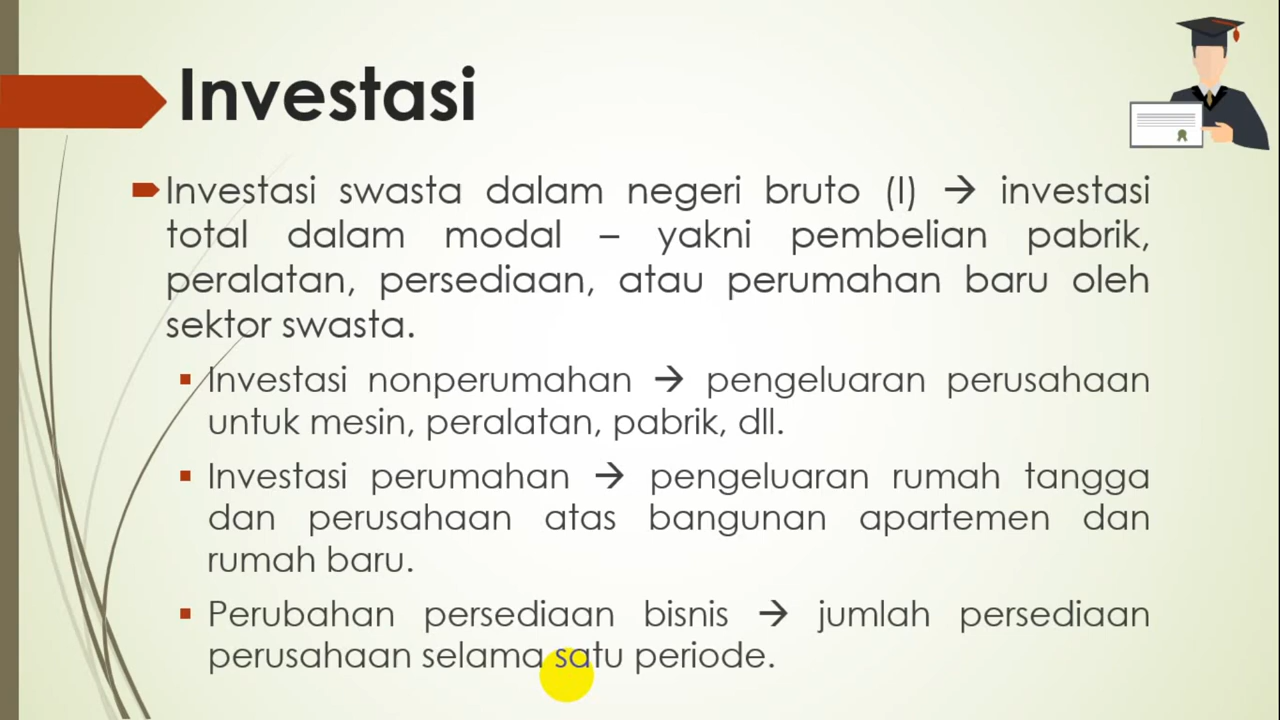 Investasi
Investasi swasta dalam negeri bruto (I) → investasi
total dalam modal – yakni pembelian pabrik,
peralatan, persediaan, atau perumahan baru oleh
sektor swasta.
Investasi nonperumahan → pengeluaran perusahaan
untuk mesin, peralatan, pabrik, dll.
Investasi perumahan → pengeluaran rumah tangga
dan perusahaan atas bangunan apartemen dan
rumah baru.
Perubahan persediaan bisnis → jumlah persediaan
perusahaan selama satu periode.